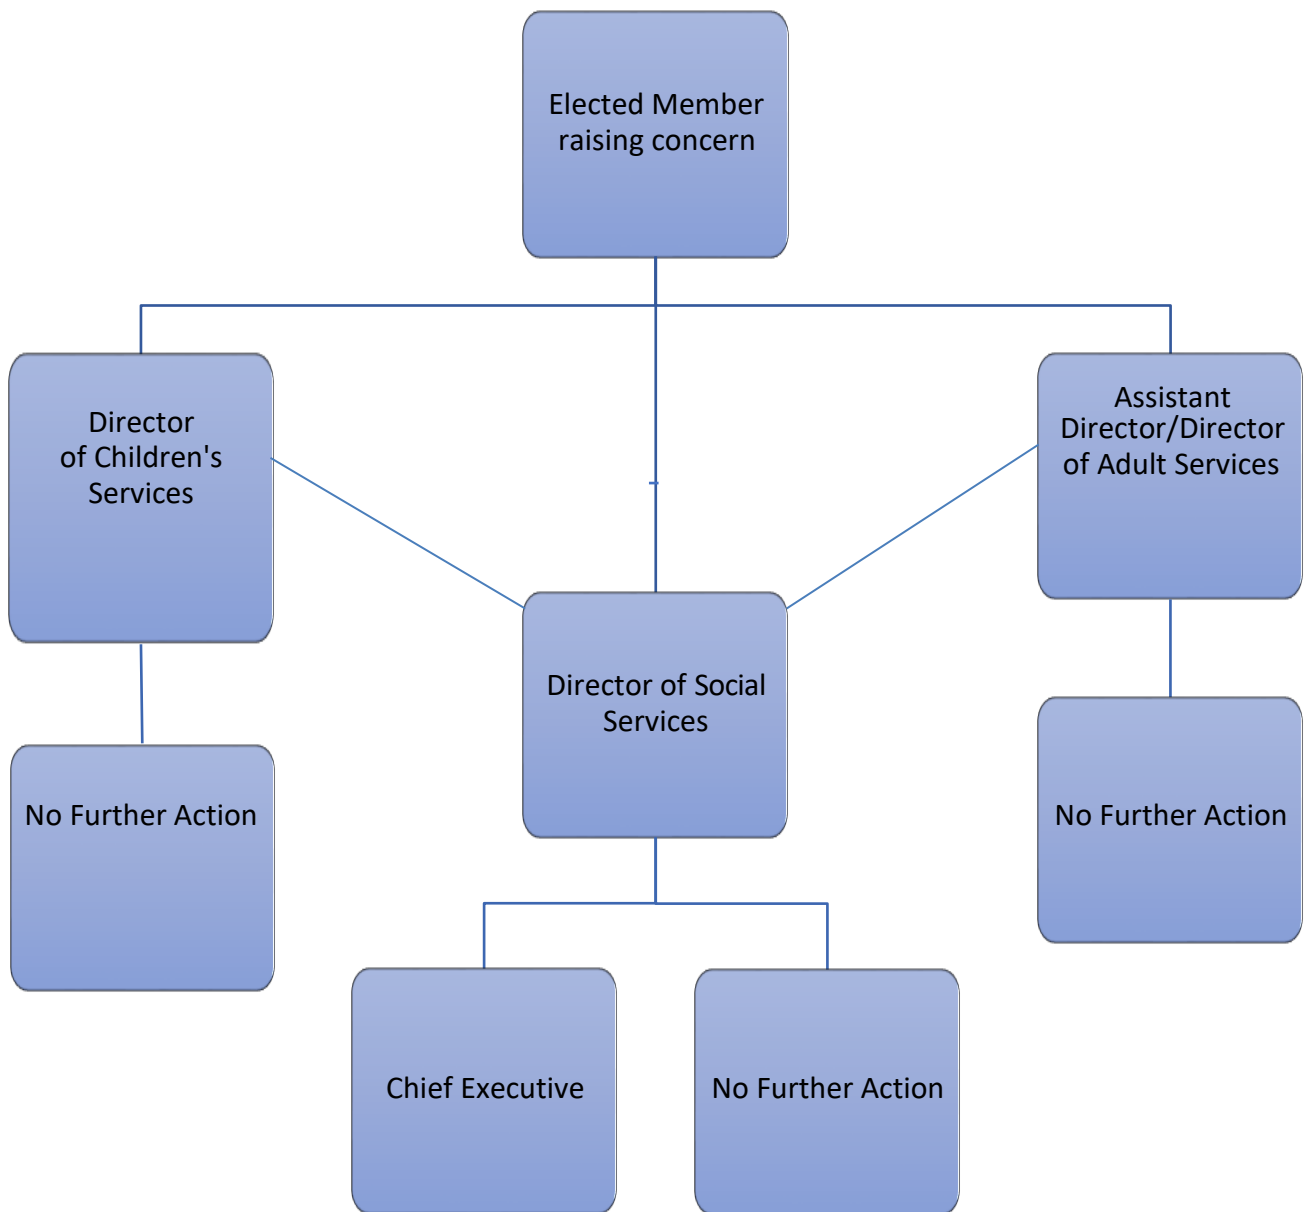 Elected Member
raising concern
Director
of Children's
Services
Assistant
Director/Director
of Adult Services
Director of Social
Services
No Further Action
No Further Action
Chief Executive
No Further Action